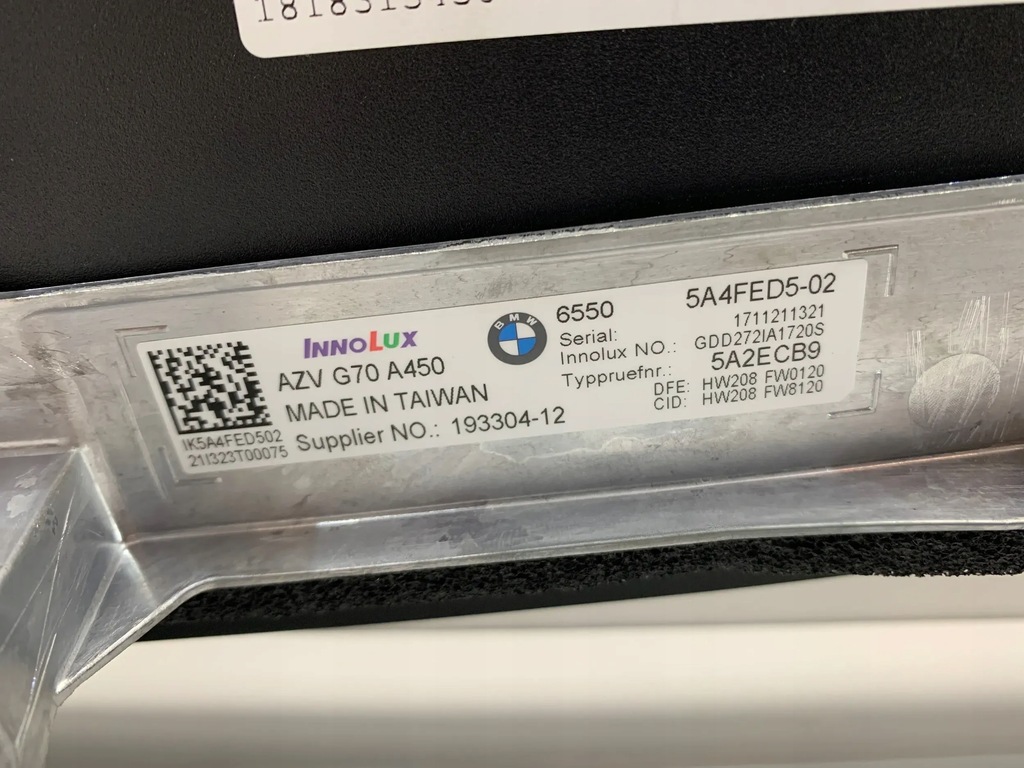 INNOLUX
AZV G70 A450
MADE IN TAIWAN
Supplier NO.: 193304-12
IK5A4FED502
21I323T00075
BMW
6550 5A4FED5-02
Serial: 1711211321
Innolux NO.: GDD272IA1720S
Typpruefnr.: 5A2ECB9
DFE: HW208 FW0120
CID: HW208 FW8120